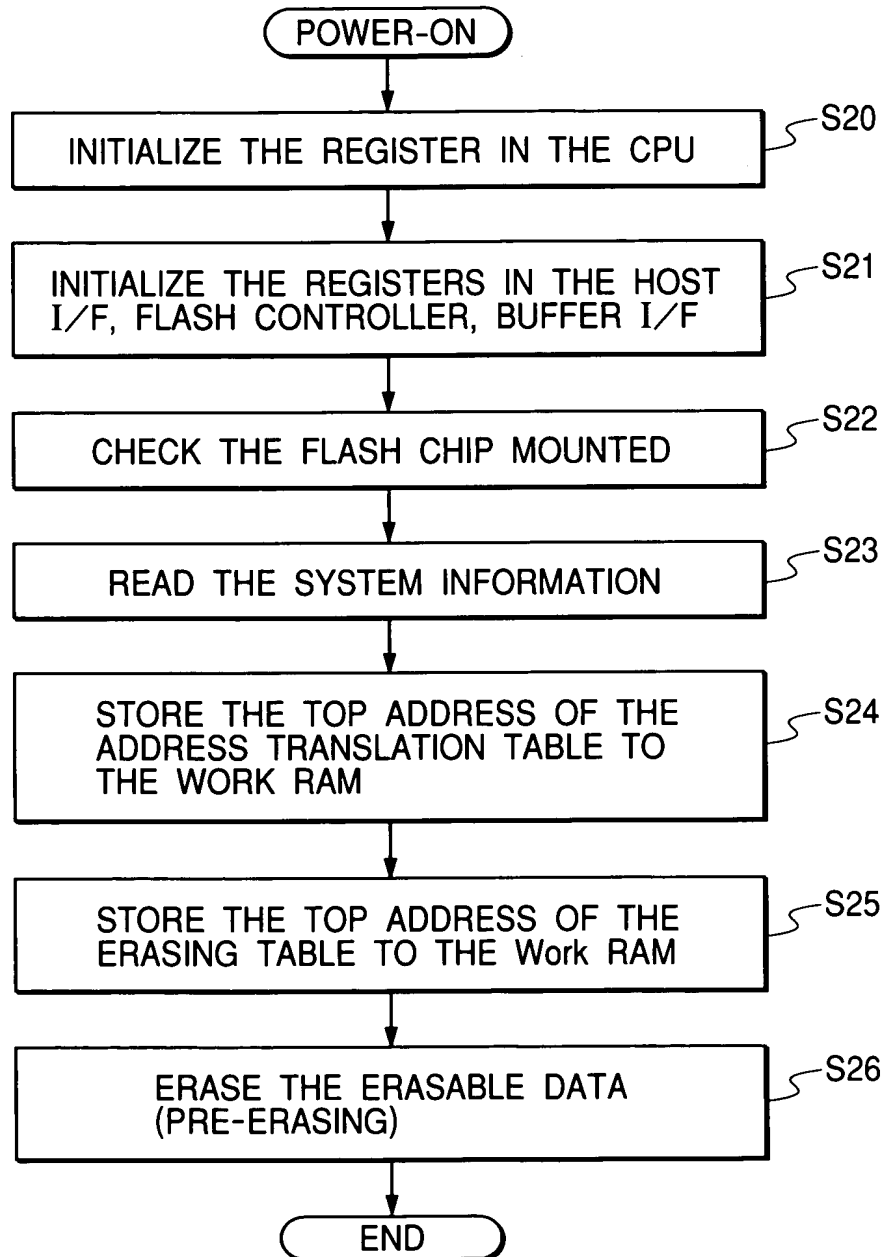 POWER-ON
S20
INITIALIZE THE REGISTER IN THE CPU
S21
INITIALIZE THE REGISTERS IN THE HOST
I/F, FLASH CONTROLLER, BUFFER I/F
S22
CHECK THE FLASH CHIP MOUNTED
S23
READ THE SYSTEM INFORMATION
S24
STORE THE TOP ADDRESS OF THE
ADDRESS TRANSLATION TABLE TO
THE WORK RAM
S25
STORE THE TOP ADDRESS OF THE
ERASING TABLE TO THE Work RAM
S26
ERASE THE ERASABLE DATA
(PRE-ERASING)
END